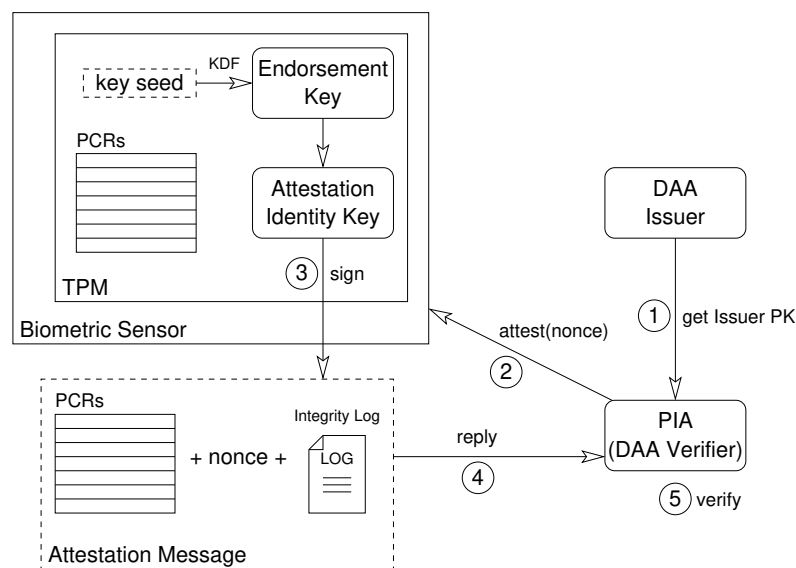 key seed
KDF
Endorsement
Key
PCRs
Attestation
Identity Key
3
sign
TPM
Biometric Sensor
DAA
Issuer
1
get Issuer PK
attest(nonce)
2
PCRs
+ nonce +
Integrity Log
LOG
Attestation Message
reply
4
PIA
(DAA Verifier)
5
verify